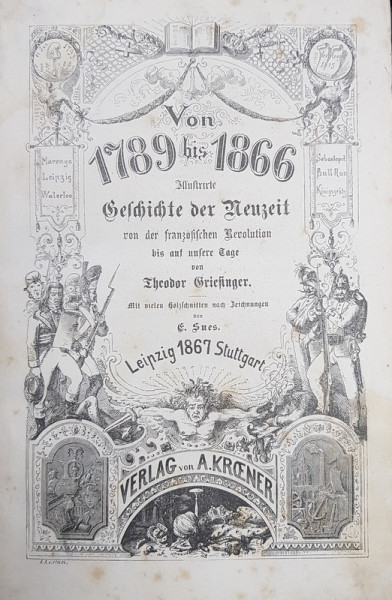 Von
1789 bis 1866
Illustrirte
Geschichte der Neuzeit
von der französischen Revolution
bis auf unsere Tage
von
Theodor Griesinger.
Mit vielen Holzschnitten nach Zeichnungen
von
E. Sues.
Leipzig 1867 Stuttgart
Marengo
Leipzig
Waterloo
Sebastopol
Bull Run
Königgrätz
VERLAG von A. KRŒNER